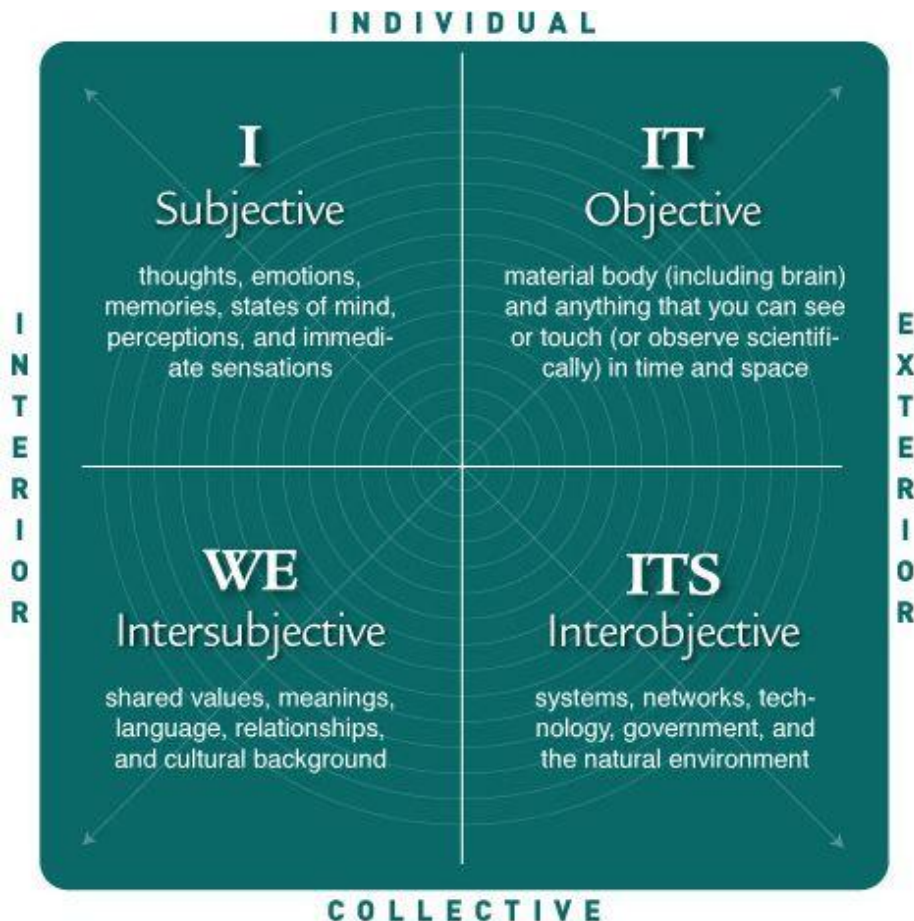 INDIVIDUAL
I
Subjective
thoughts, emotions,
memories, states of mind,
perceptions, and immedi-
ate sensations
IT
Objective
material body (including brain)
and anything that you can see
or touch (or observe scientifi-
cally) in time and space
INTERIOR
EXTERIOR
WE
Intersubjective
shared values, meanings,
language, relationships,
and cultural background
ITS
Interobjective
systems, networks, tech-
nology, government, and
the natural environment
COLLECTIVE